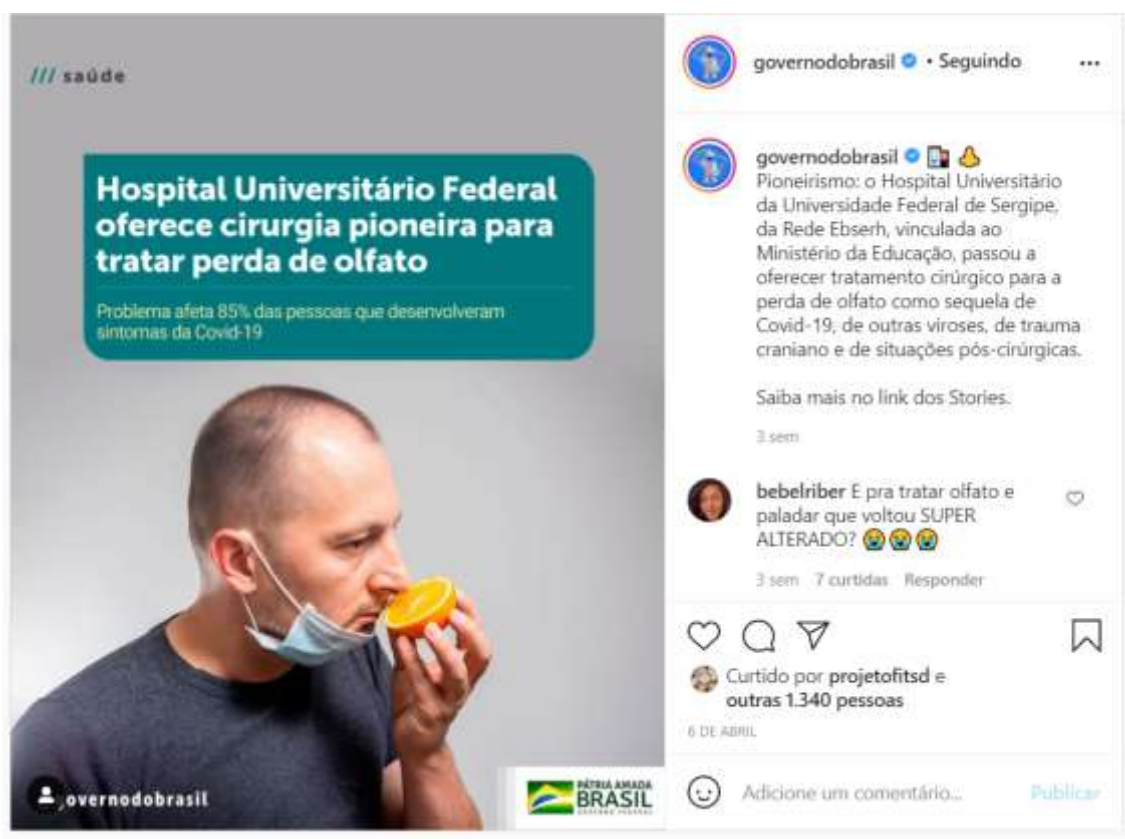 /// saúde
Hospital Universitário Federal
oferece cirurgia pioneira para
tratar perda de olfato
Problema afeta 85% das pessoas que desenvolveram
sintomas da Covid-19
overnodobrasil
PÁTRIA AMADA
BRASIL
GOVERNO FEDERAL
governodobrasil • Seguindo
governodobrasil
Pioneirismo: o Hospital Universitário
da Universidade Federal de Sergipe,
da Rede Ebserh, vinculada ao
Ministério da Educação, passou a
oferecer tratamento cirúrgico para a
perda de olfato como sequela de
Covid-19, de outras viroses, de trauma
craniano e de situações pós-cirúrgicas.
Saiba mais no link dos Stories.
3 sem
bebelriber E pra tratar olfato e
paladar que voltou SUPER
ALTERADO? 😭😭😭
3 sem 7 curtidas Responder
Curtido por projetofitsd e
outras 1.340 pessoas
6 DE ABRIL
Adicione um comentário... Publicar